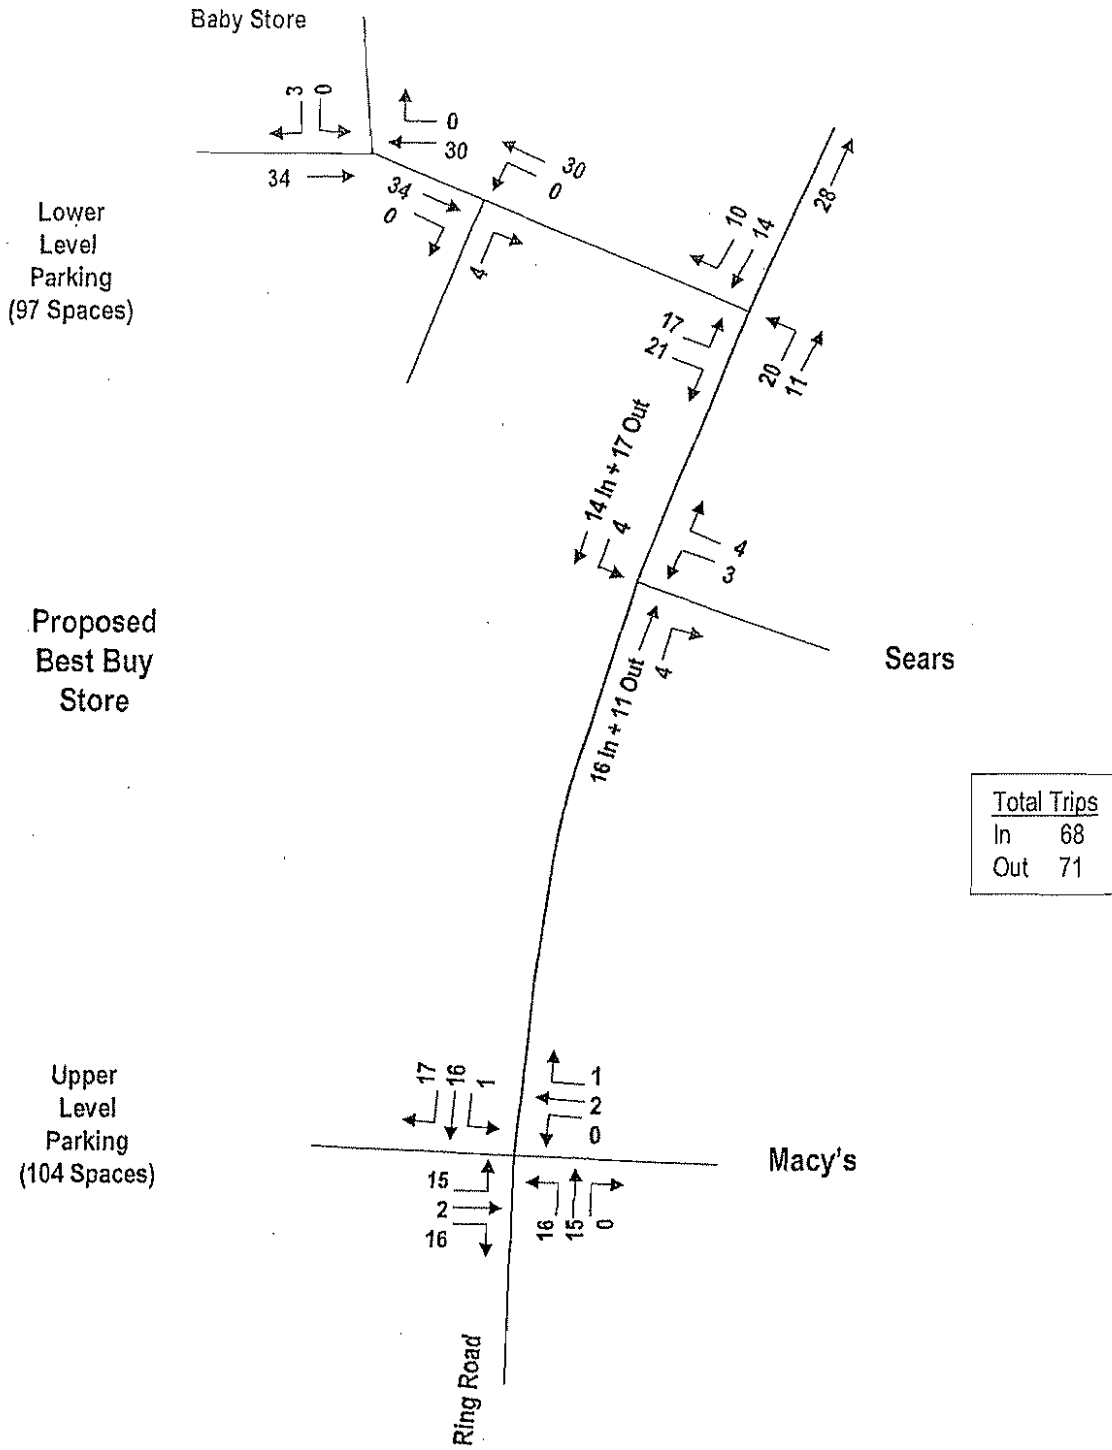 Baby Store
3
0
0
30
34
30
0
34
0
4
Lower
Level
Parking
(97 Spaces)
28
10
14
17
21
20
11
14 In + 17 Out
4
4
3
Proposed
Best Buy
Store
Sears
16 In + 11 Out
4
Total Trips
In 68
Out 71
Upper
Level
Parking
(104 Spaces)
17
16
1
1
2
0
Macy's
15
2
16
16
15
0
Ring Road